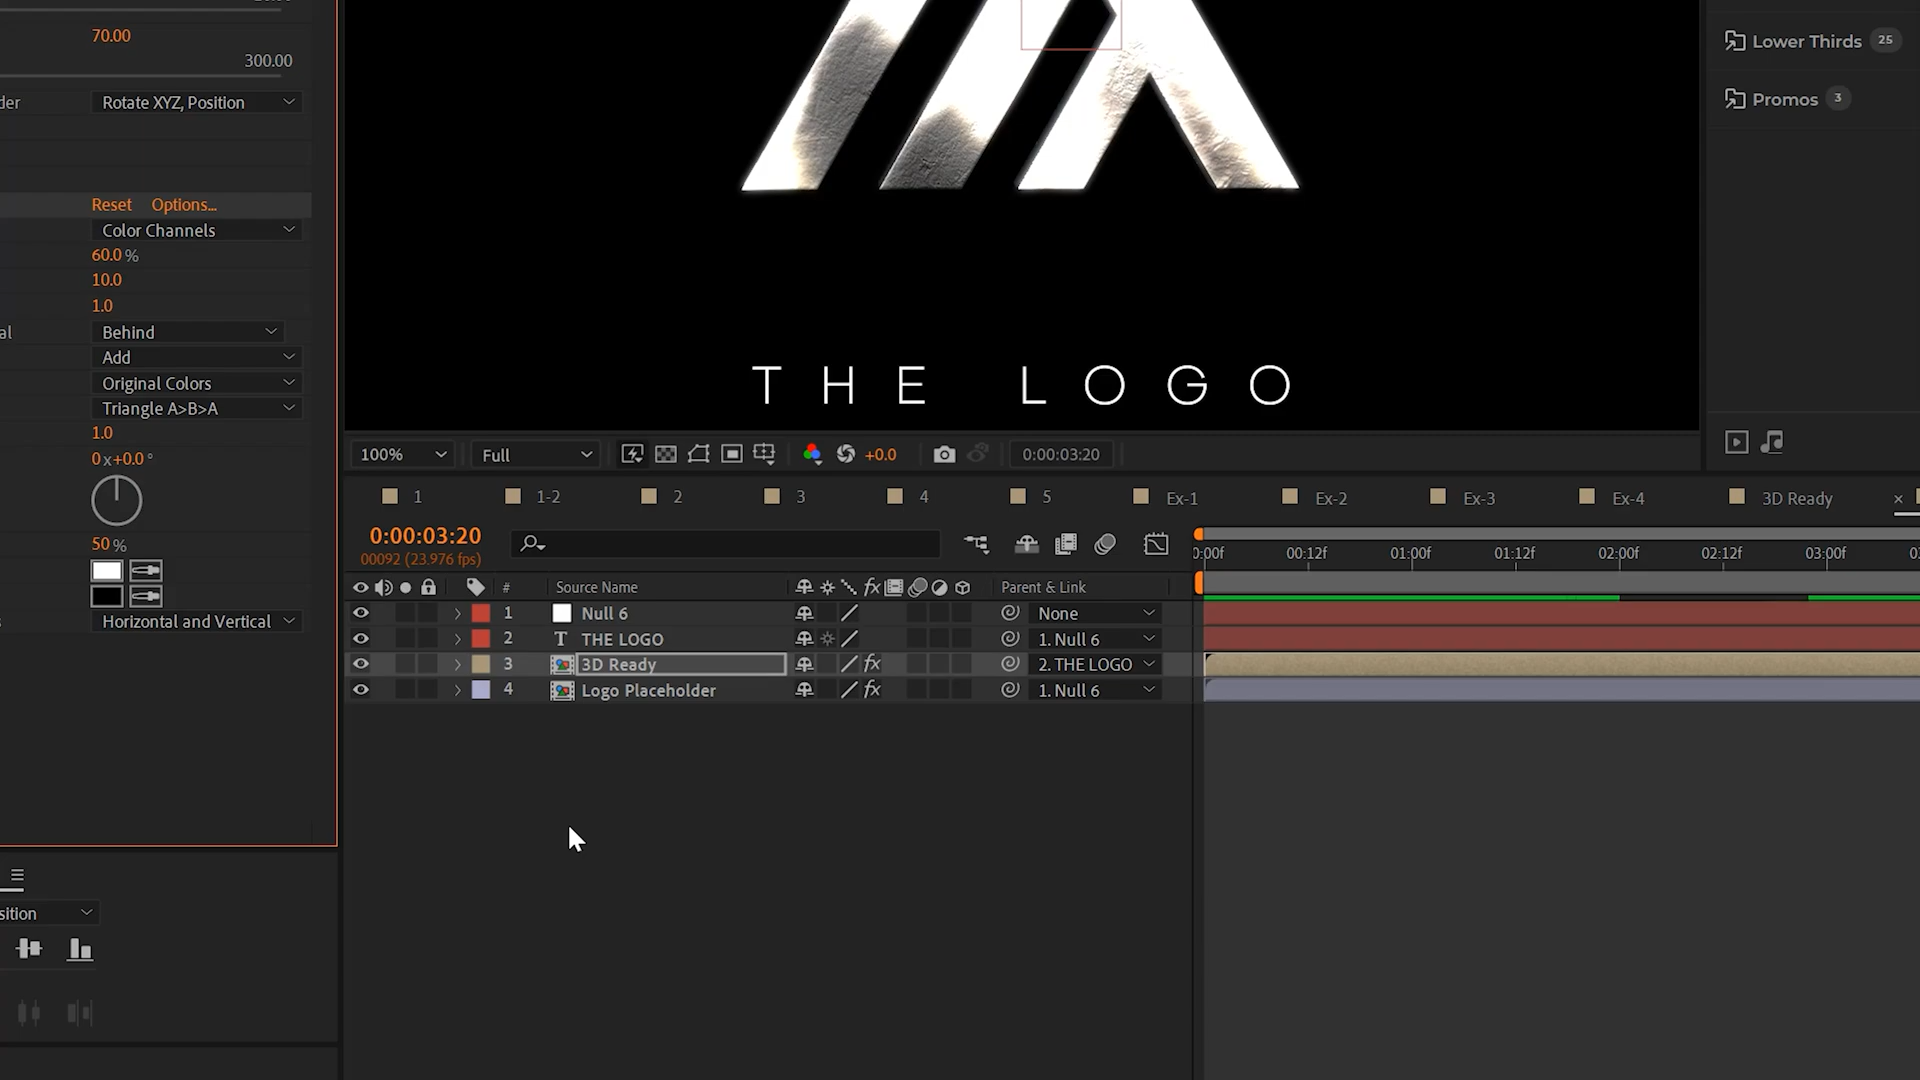 70.00
300.00
der
Rotate XYZ, Position
Reset Options...
Color Channels
60.0 %
10.0
1.0
al
Behind
Add
Original Colors
Triangle A>B>A
1.0
0 x+0.0 °
50 %
s
Horizontal and Vertical
sition
THE LOGO
Lower Thirds 25
Promos 3
100%
Full
+0.0
0:00:03:20
1
1-2
2
3
4
5
Ex-1
Ex-2
Ex-3
Ex-4
3D Ready
0:00:03:20
00092 (23.976 fps)
0:00f 00:12f 01:00f 01:12f 02:00f 02:12f 03:00f
# Source Name fx Parent & Link
1 Null 6 None
2 T THE LOGO 1. Null 6
3 3D Ready fx 2. THE LOGO
4 Logo Placeholder fx 1. Null 6